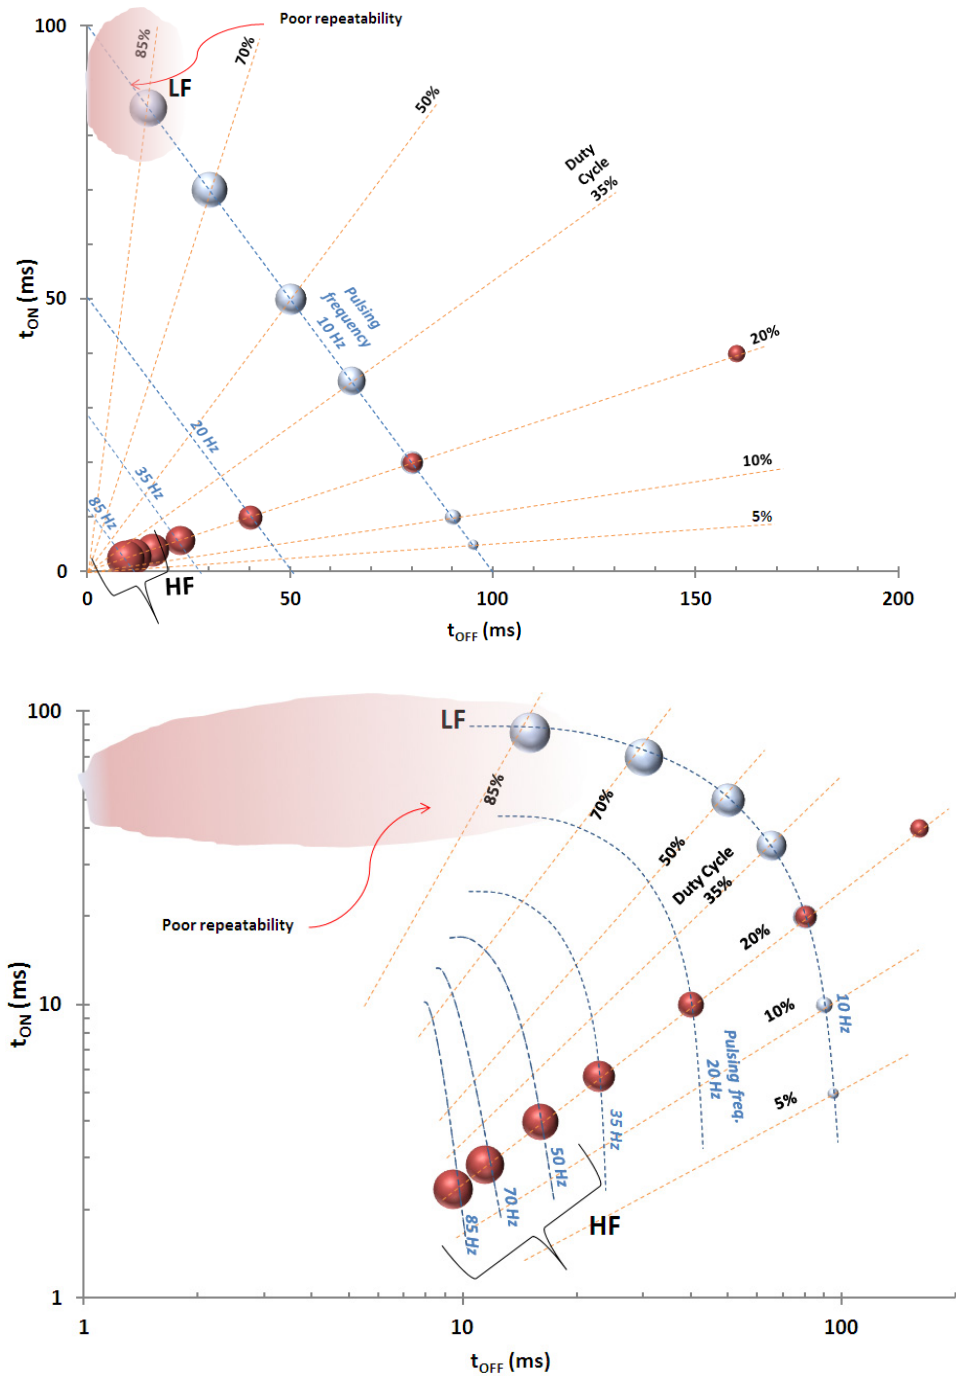 Poor repeatability
100
85%
70%
LF
50%
Duty
Cycle
35%
tON (ms)
50
Pulsing
frequency
10 Hz
20%
20 Hz
35 Hz
85 Hz
10%
5%
0
HF
0
50
100
150
200
tOFF (ms)
100
LF
85%
70%
50%
Duty Cycle
35%
Poor repeatability
20%
tON (ms)
10
10%
10 Hz
Pulsing freq.
20 Hz
5%
35 Hz
50 Hz
70 Hz
85 Hz
HF
1
1
10
100
tOFF (ms)